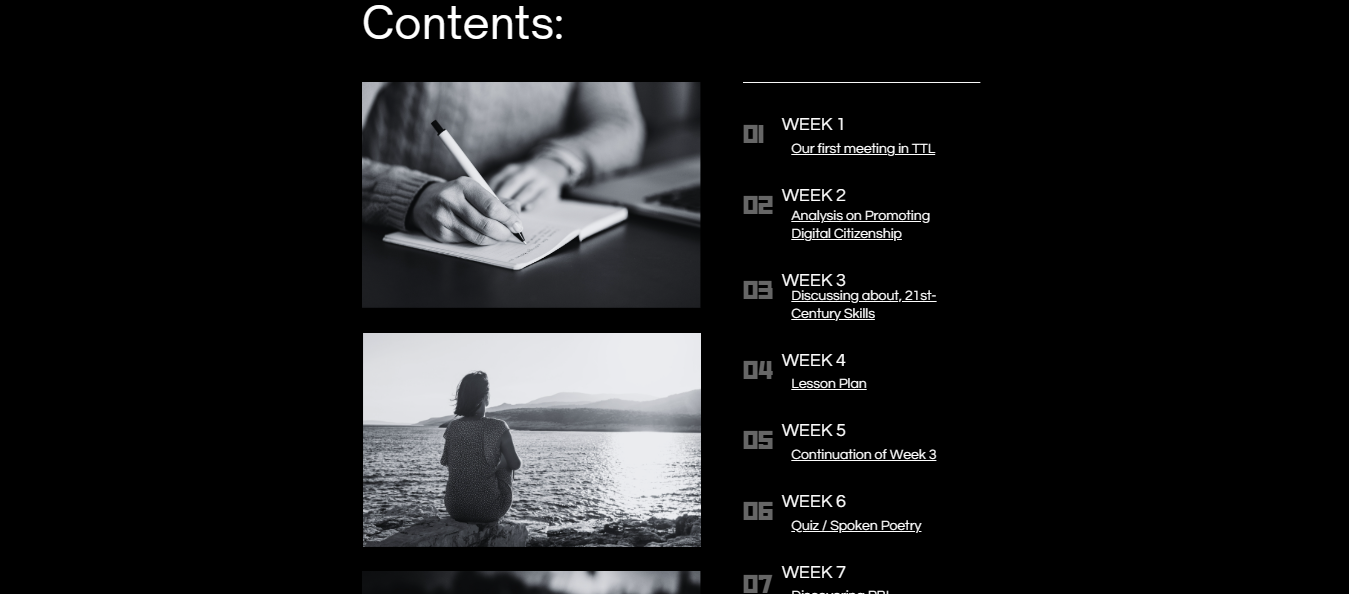 Contents:
01
WEEK 1
Our first meeting in TTL
02
WEEK 2
Analysis on Promoting
Digital Citizenship
03
WEEK 3
Discussing about, 21st-
Century Skills
04
WEEK 4
Lesson Plan
05
WEEK 5
Continuation of Week 3
06
WEEK 6
Quiz / Spoken Poetry
07
WEEK 7
Discovering PBL